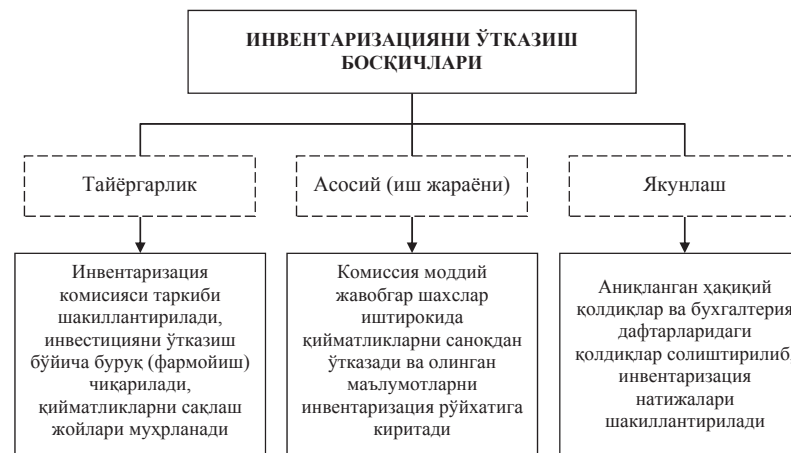 ИНВЕНТАРИЗАЦИЯНИ ЎТКАЗИШ
БОСҚИЧЛАРИ
Тайёргарлик
Асосий (иш жараёни)
Якунлаш
Инвентаризация
комисияси таркиби
шакиллантирилади,
инвестицияни ўтказиш
бўйича буруқ (фармойиш)
чиқарилади,
қийматликларни сақлаш
жойлари муҳрланади
Комиссия моддий
жавобгар шахслар
иштирокида
қийматликларни саноқдан
ўтказади ва олинган
маълумотларни
инвентаризация рўйхатига
киритади
Аниқланган ҳақиқий
қолдиқлар ва бухгалтерия
дафтарларидаги
қолдиқлар солиштирилиб,
инвентаризация
натижалари
шакиллантирилади